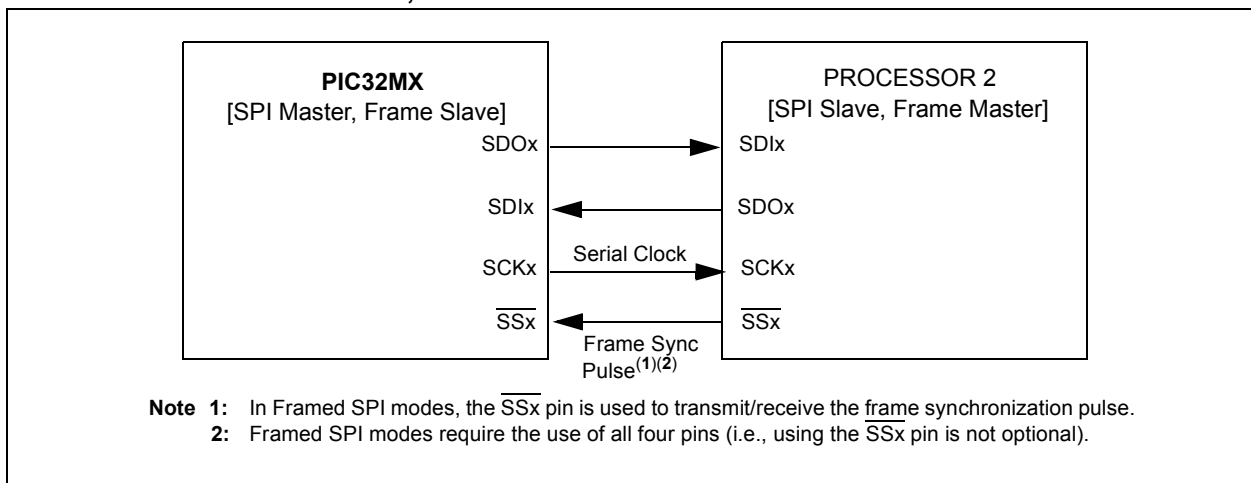 PIC32MX
[SPI Master, Frame Slave]
PROCESSOR 2
[SPI Slave, Frame Master]
SDOx
SDIx
SDIx
SDOx
SCKx
Serial Clock
SCKx
SSx
SSx
Frame Sync
Pulse(1)(2)
Note 1: In Framed SPI modes, the SSx pin is used to transmit/receive the frame synchronization pulse.
2: Framed SPI modes require the use of all four pins (i.e., using the SSx pin is not optional).